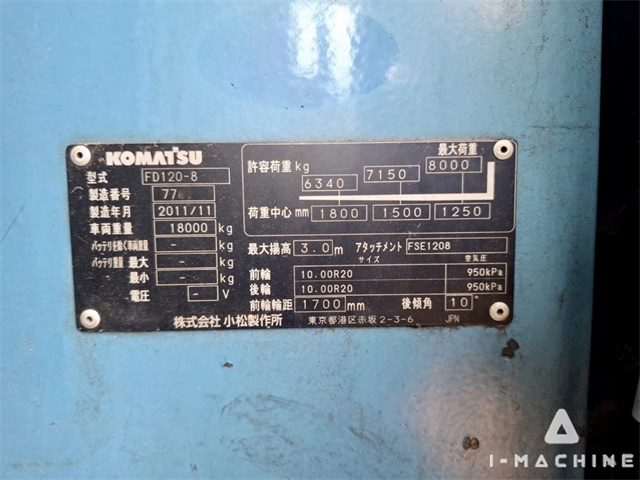 KOMATSU
型式 FD120-8
製造番号 77
製造年月 2011/11
車両重量 18000 kg
バッテリを除く車両重量 - kg
バッテリ重量 最大 - kg
最小 - kg
電圧 - V
最大荷重
許容荷重 kg 6340 7150 8000
荷重中心 mm 1800 1500 1250
最大揚高 3.0 m アタッチメント FSE1208
サイズ 空気圧
前輪 10.00R20 950kPa
後輪 10.00R20 950kPa
前輪輪距 1700 mm 後傾角 10°
株式会社 小松製作所 東京都港区赤坂2-3-6 JPN
I-MACHINE